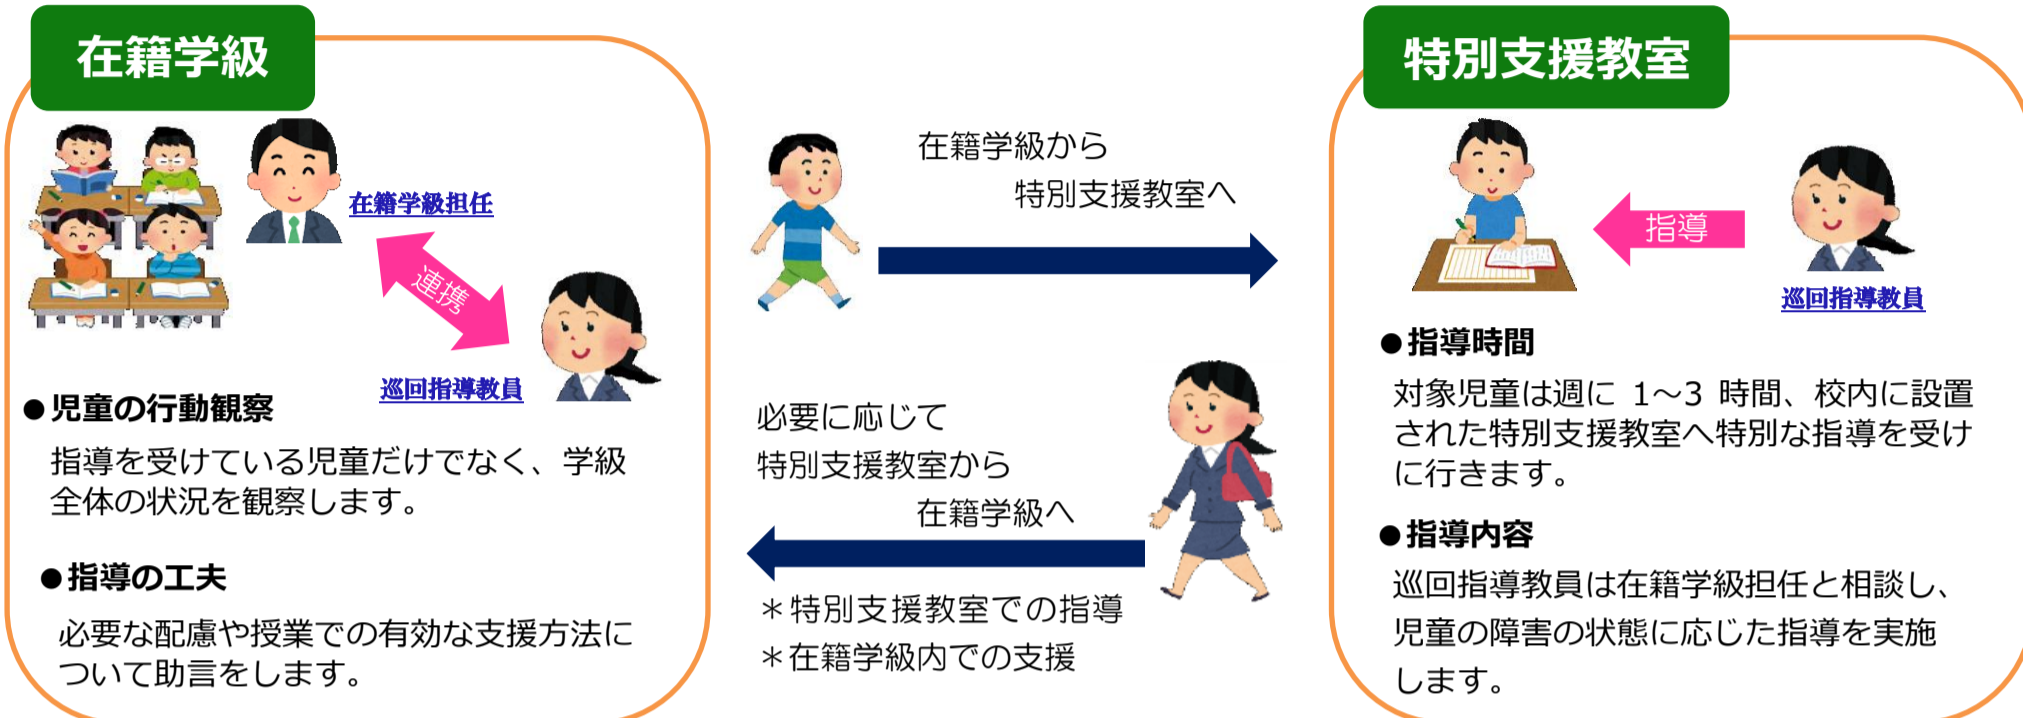 在籍学級
在籍学級担任
連携
巡回指導教員
●児童の行動観察
指導を受けている児童だけでなく、学級
全体の状況を観察します。
●指導の工夫
必要な配慮や授業での有効な支援方法に
ついて助言をします。
在籍学級から
特別支援教室へ
必要に応じて
特別支援教室から
在籍学級へ
＊特別支援教室での指導
＊在籍学級内での支援
特別支援教室
指導
巡回指導教員
●指導時間
対象児童は週に 1～3 時間、校内に設置
された特別支援教室へ特別な指導を受け
に行きます。
●指導内容
巡回指導教員は在籍学級担任と相談し、
児童の障害の状態に応じた指導を実施
します。